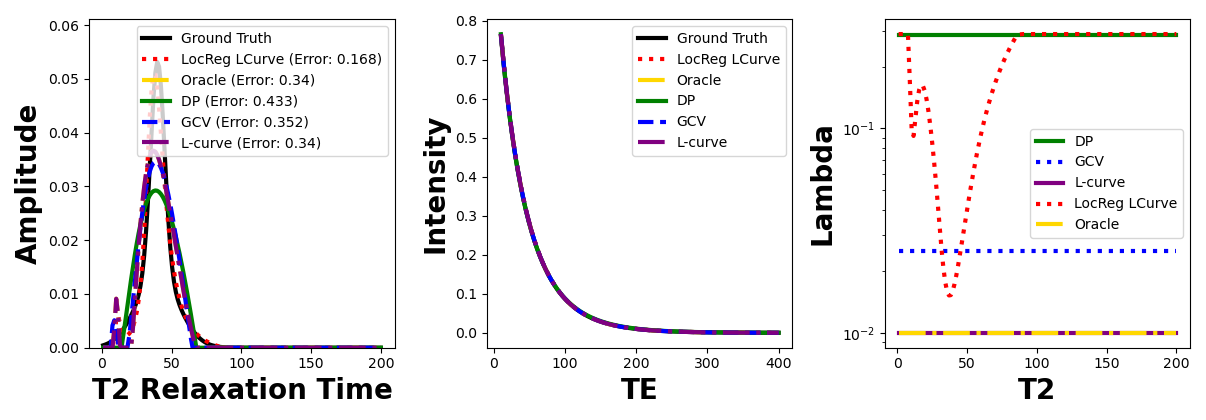 0.06
0.05
0.04
0.03
0.02
0.01
0.00
0
50
100
150
200
Amplitude
T2 Relaxation Time
Ground Truth
LocReg LCurve (Error: 0.168)
Oracle (Error: 0.34)
DP (Error: 0.433)
GCV (Error: 0.352)
L-curve (Error: 0.34)
0.8
0.7
0.6
0.5
0.4
0.3
0.2
0.1
0.0
0
100
200
300
400
Intensity
TE
Ground Truth
LocReg LCurve
Oracle
DP
GCV
L-curve
10⁻¹
10⁻²
0
50
100
150
200
Lambda
T2
DP
GCV
L-curve
LocReg LCurve
Oracle